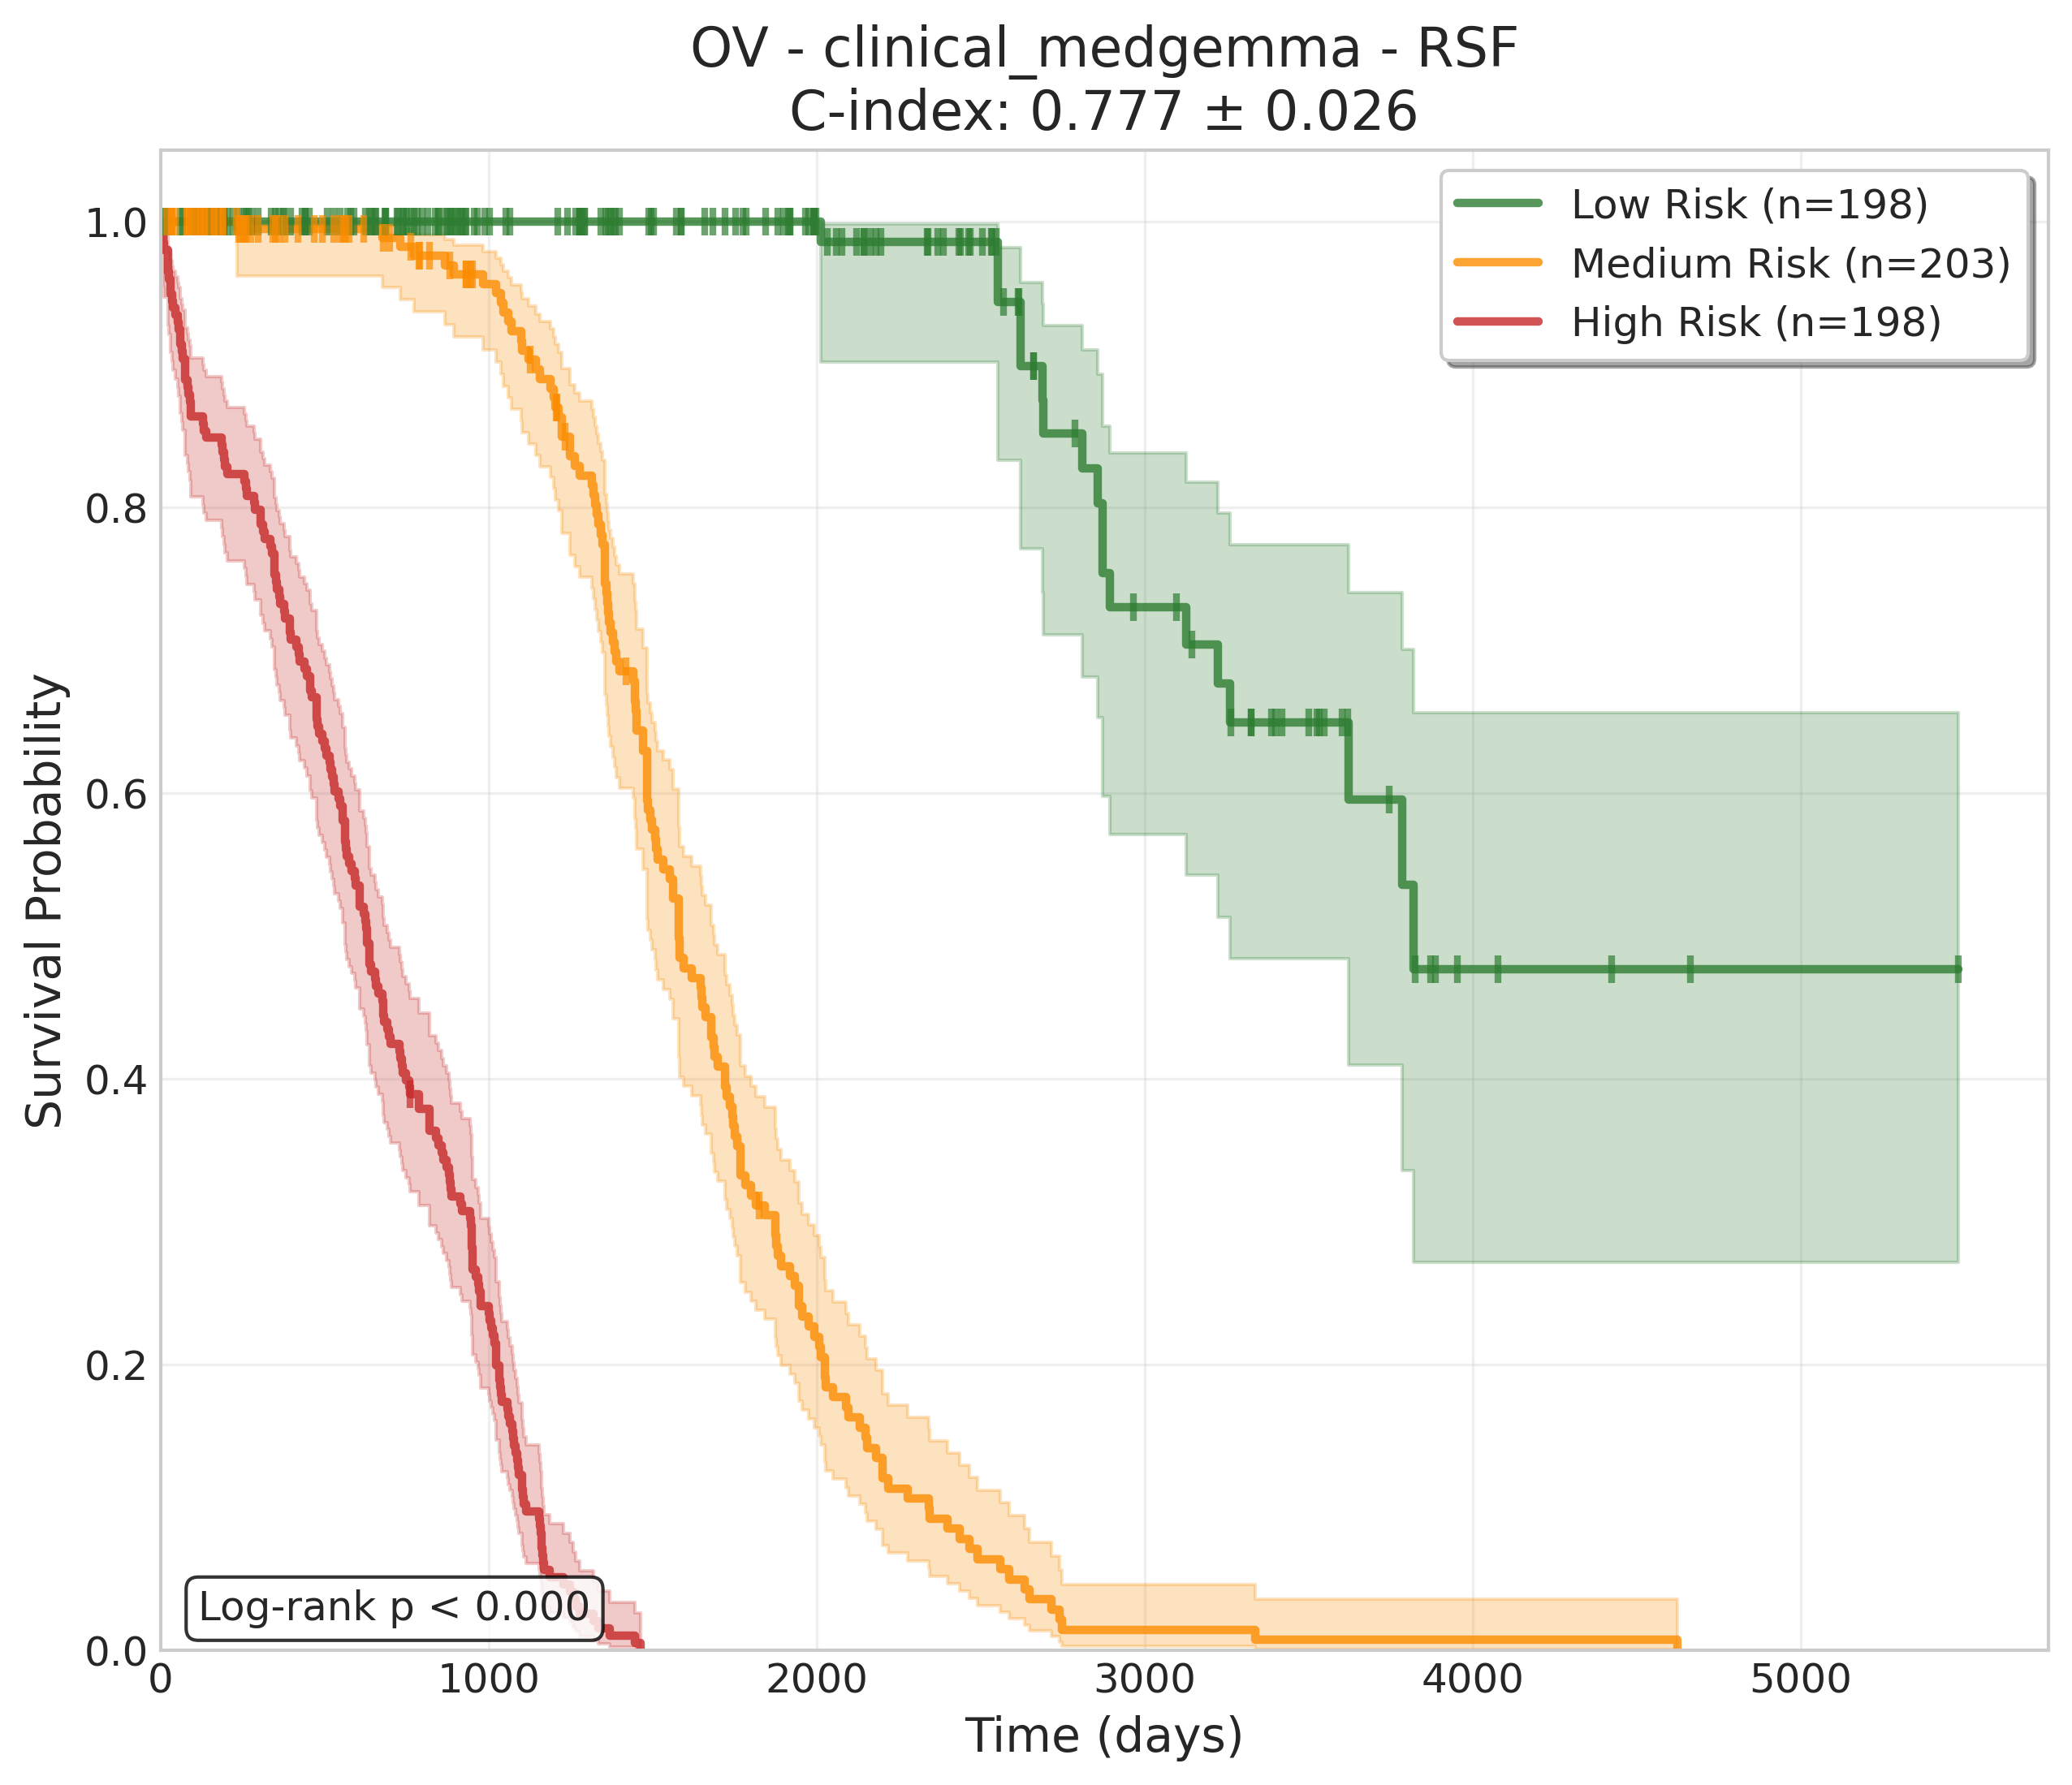 OV - clinical_medgemma - RSF
C-index: 0.777 ± 0.026
Low Risk (n=198)
Medium Risk (n=203)
High Risk (n=198)
Survival Probability
1.0
0.8
0.6
0.4
0.2
0.0
Log-rank p < 0.000
0 1000 2000 3000 4000 5000
Time (days)